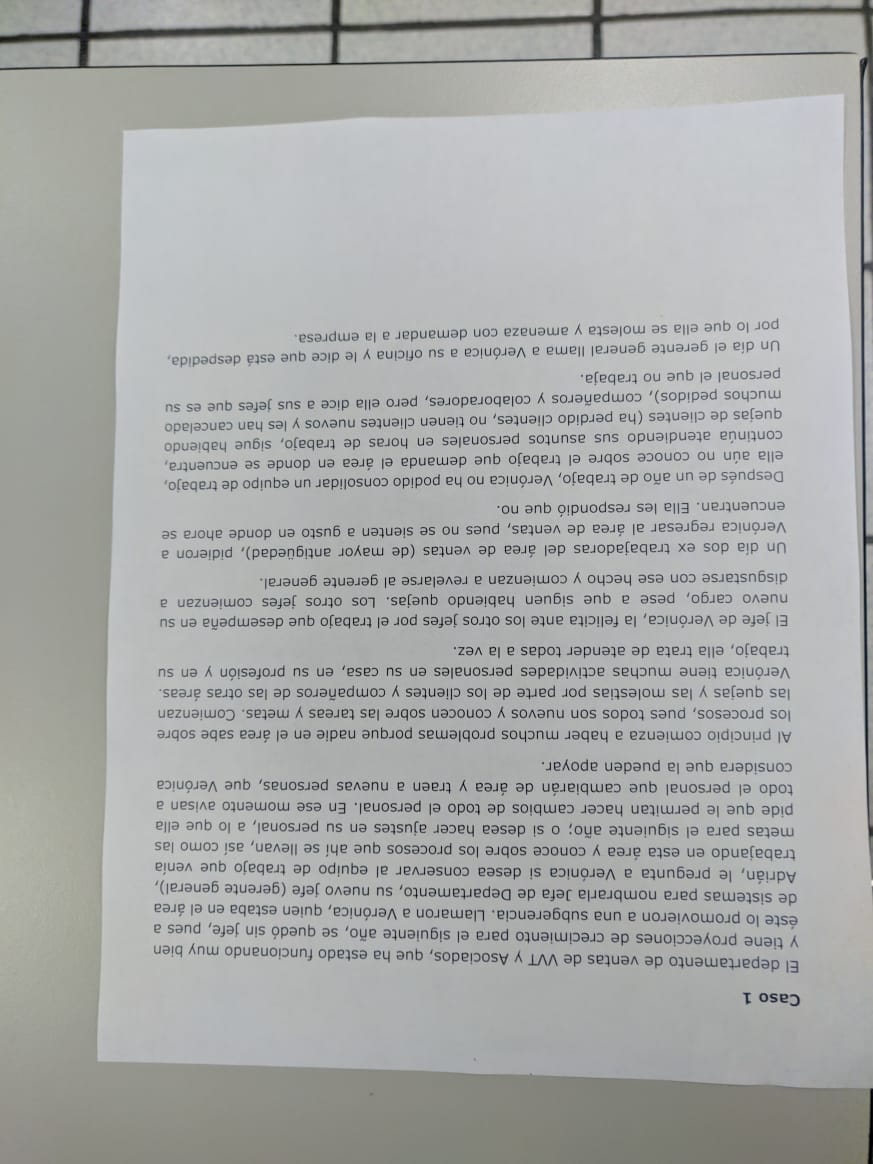 Caso 1
El departamento de ventas de VVT y Asociados, que ha estado funcionando muy bien
y tiene proyecciones de crecimiento para el siguiente año, se quedó sin jefe, pues a
éste lo promovieron a una subgerencia. Llamaron a Verónica, quien estaba en el área
de sistemas para nombrarla Jefa de Departamento, su nuevo jefe (gerente general),
Adrián, le pregunta a Verónica si desea conservar al equipo de trabajo que venía
trabajando en esta área y conoce sobre los procesos que ahí se llevan, así como las
metas para el siguiente año; o si desea hacer ajustes en su personal, a lo que ella
pide que le permitan hacer cambios de todo el personal. En ese momento avisan a
todo el personal que cambiarán de área y traen a nuevas personas, que Verónica
considera que la pueden apoyar.
Al principio comienza a haber muchos problemas porque nadie en el área sabe sobre
los procesos, pues todos son nuevos y conocen sobre las tareas y metas. Comienzan
las quejas y las molestias por parte de los clientes y compañeros de las otras áreas.
Verónica tiene muchas actividades personales en su casa, en su profesión y en su
trabajo, ella trata de atender todas a la vez.
El jefe de Verónica, la felicita ante los otros jefes por el trabajo que desempeña en su
nuevo cargo, pese a que siguen habiendo quejas. Los otros jefes comienzan a
disgustarse con ese hecho y comienzan a revelarse al gerente general.
Un día dos ex trabajadoras del área de ventas (de mayor antigüedad), pidieron a
Verónica regresar al área de ventas, pues no se sienten a gusto en donde ahora se
encuentran. Ella les respondió que no.
Después de un año de trabajo, Verónica no ha podido consolidar un equipo de trabajo,
ella aún no conoce sobre el trabajo que demanda el área en donde se encuentra,
continúa atendiendo sus asuntos personales en horas de trabajo, sigue habiendo
quejas de clientes (ha perdido clientes, no tienen clientes nuevos y les han cancelado
muchos pedidos), compañeros y colaboradores, pero ella dice a sus jefes que es su
personal el que no trabaja.
Un día el gerente general llama a Verónica a su oficina y le dice que está despedida,
por lo que ella se molesta y amenaza con demandar a la empresa.